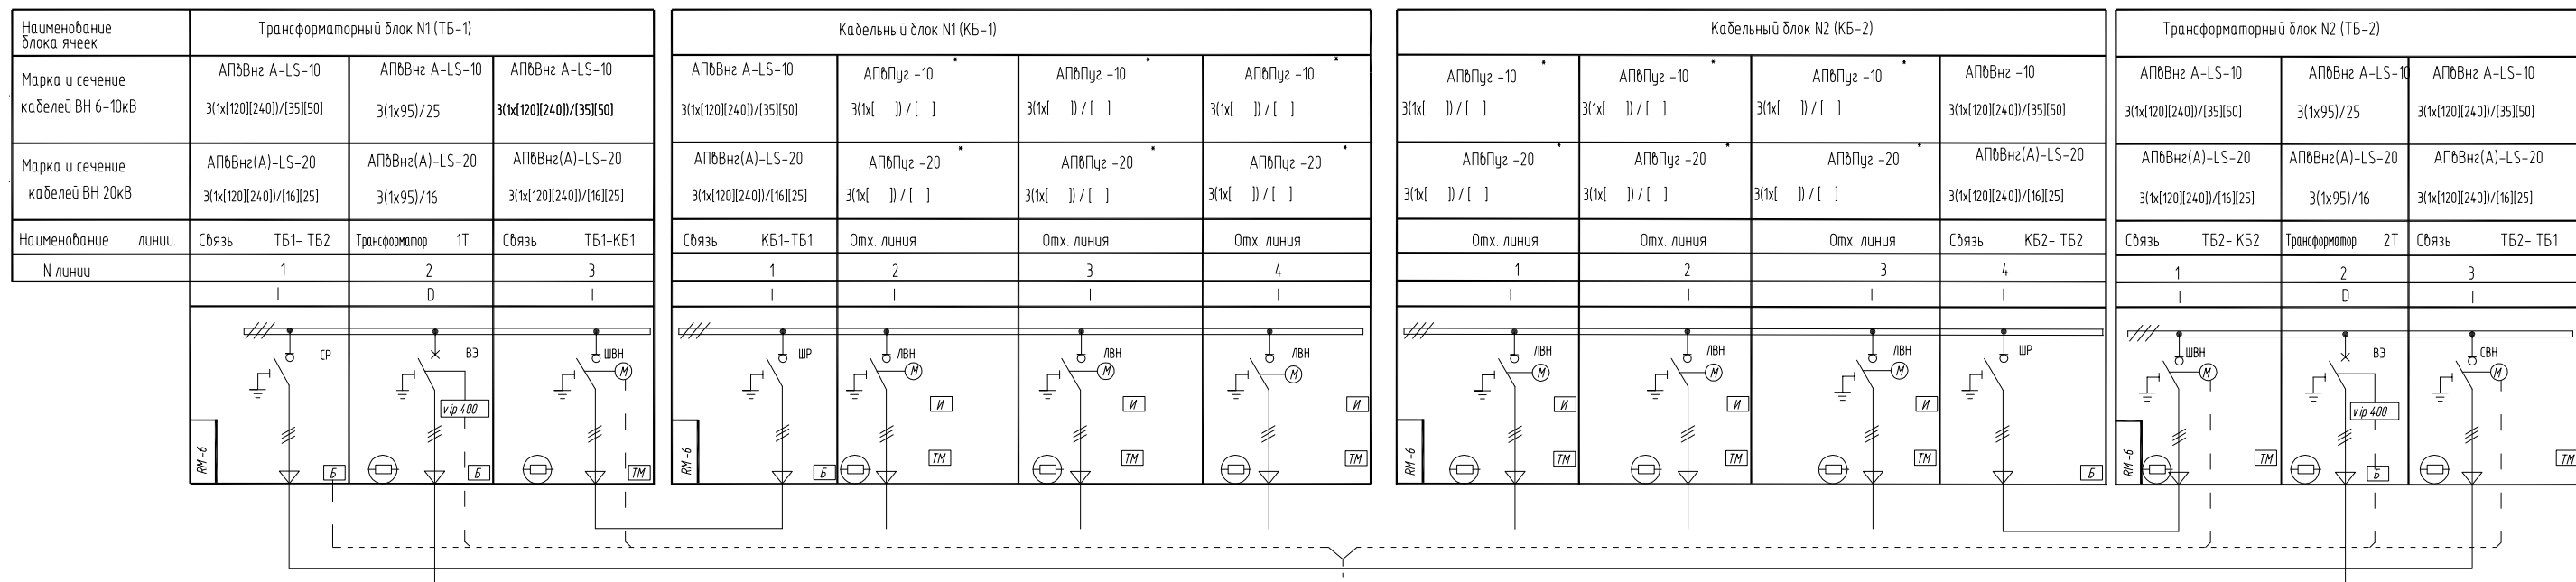 Наименование блока ячеек	Трансформаторный блок N1 (ТБ-1)	Кабельный блок N1 (КБ-1)	Кабельный блок N2 (КБ-2)	Трансформаторный блок N2 (ТБ-2)
Марка и сечение кабелей ВН 6-10кВ
АПвВнг А-LS-10	АПвВнг А-LS-10	АПвВнг А-LS-10	АПвВнг А-LS-10	АПвПуг -10 *	АПвПуг -10 *	АПвПуг -10 *	АПвПуг -10 *	АПвПуг -10 *	АПвПуг -10 *	АПвВнг -10	АПвВнг А-LS-10	АПвВнг А-LS-10	АПвВнг А-LS-10
3(1х[120][240])/[35][50]	3(1х95)/25	3(1х[120][240])/[35][50]	3(1х[120][240])/[35][50]	3(1х[ ]) / [ ]	3(1х[ ]) / [ ]	3(1х[ ]) / [ ]	3(1х[ ]) / [ ]	3(1х[ ]) / [ ]	3(1х[ ]) / [ ]	3(1х[120][240])/[35][50]	3(1х[120][240])/[35][50]	3(1х95)/25	3(1х[120][240])/[35][50]
Марка и сечение кабелей ВН 20кВ
АПвВнг(А)-LS-20	АПвВнг(А)-LS-20	АПвВнг(А)-LS-20	АПвВнг(А)-LS-20	АПвПуг -20 *	АПвПуг -20 *	АПвПуг -20 *	АПвПуг -20 *	АПвПуг -20 *	АПвПуг -20 *	АПвВнг(А)-LS-20	АПвВнг(А)-LS-20	АПвВнг(А)-LS-20	АПвВнг(А)-LS-20
3(1х[120][240])/[16][25]	3(1х95)/16	3(1х[120][240])/[16][25]	3(1х[120][240])/[16][25]	3(1х[ ]) / [ ]	3(1х[ ]) / [ ]	3(1х[ ]) / [ ]	3(1х[ ]) / [ ]	3(1х[ ]) / [ ]	3(1х[ ]) / [ ]	3(1х[120][240])/[16][25]	3(1х[120][240])/[16][25]	3(1х95)/16	3(1х[120][240])/[16][25]
Наименование линии.	Связь ТБ1- ТБ2	Трансформатор 1Т	Связь ТБ1-КБ1	Связь КБ1-ТБ1	Отх. линия	Отх. линия	Отх. линия	Отх. линия	Отх. линия	Отх. линия	Связь КБ2- ТБ2	Связь ТБ2- КБ2	Трансформатор 2Т	Связь ТБ2- ТБ1
N линии	1	2	3	1	2	3	4	1	2	3	4	1	2	3
I	D	I	I	I	I	I	I	I	I	I	I	D	I
СР	ВЭ	ШВН	ШР	ЛВН	ЛВН	ЛВН	ЛВН	ЛВН	ЛВН	ШР	ШВН	ВЭ	СВН
М	М	М	М	М	М	М	М	М
vip 400	И	И	И	И	И	И	vip 400
RM-6	RM-6	RM-6	RM-6
Б	Б	ТМ	Б	ТМ	ТМ	ТМ	ТМ	ТМ	ТМ	Б	ТМ	Б	ТМ